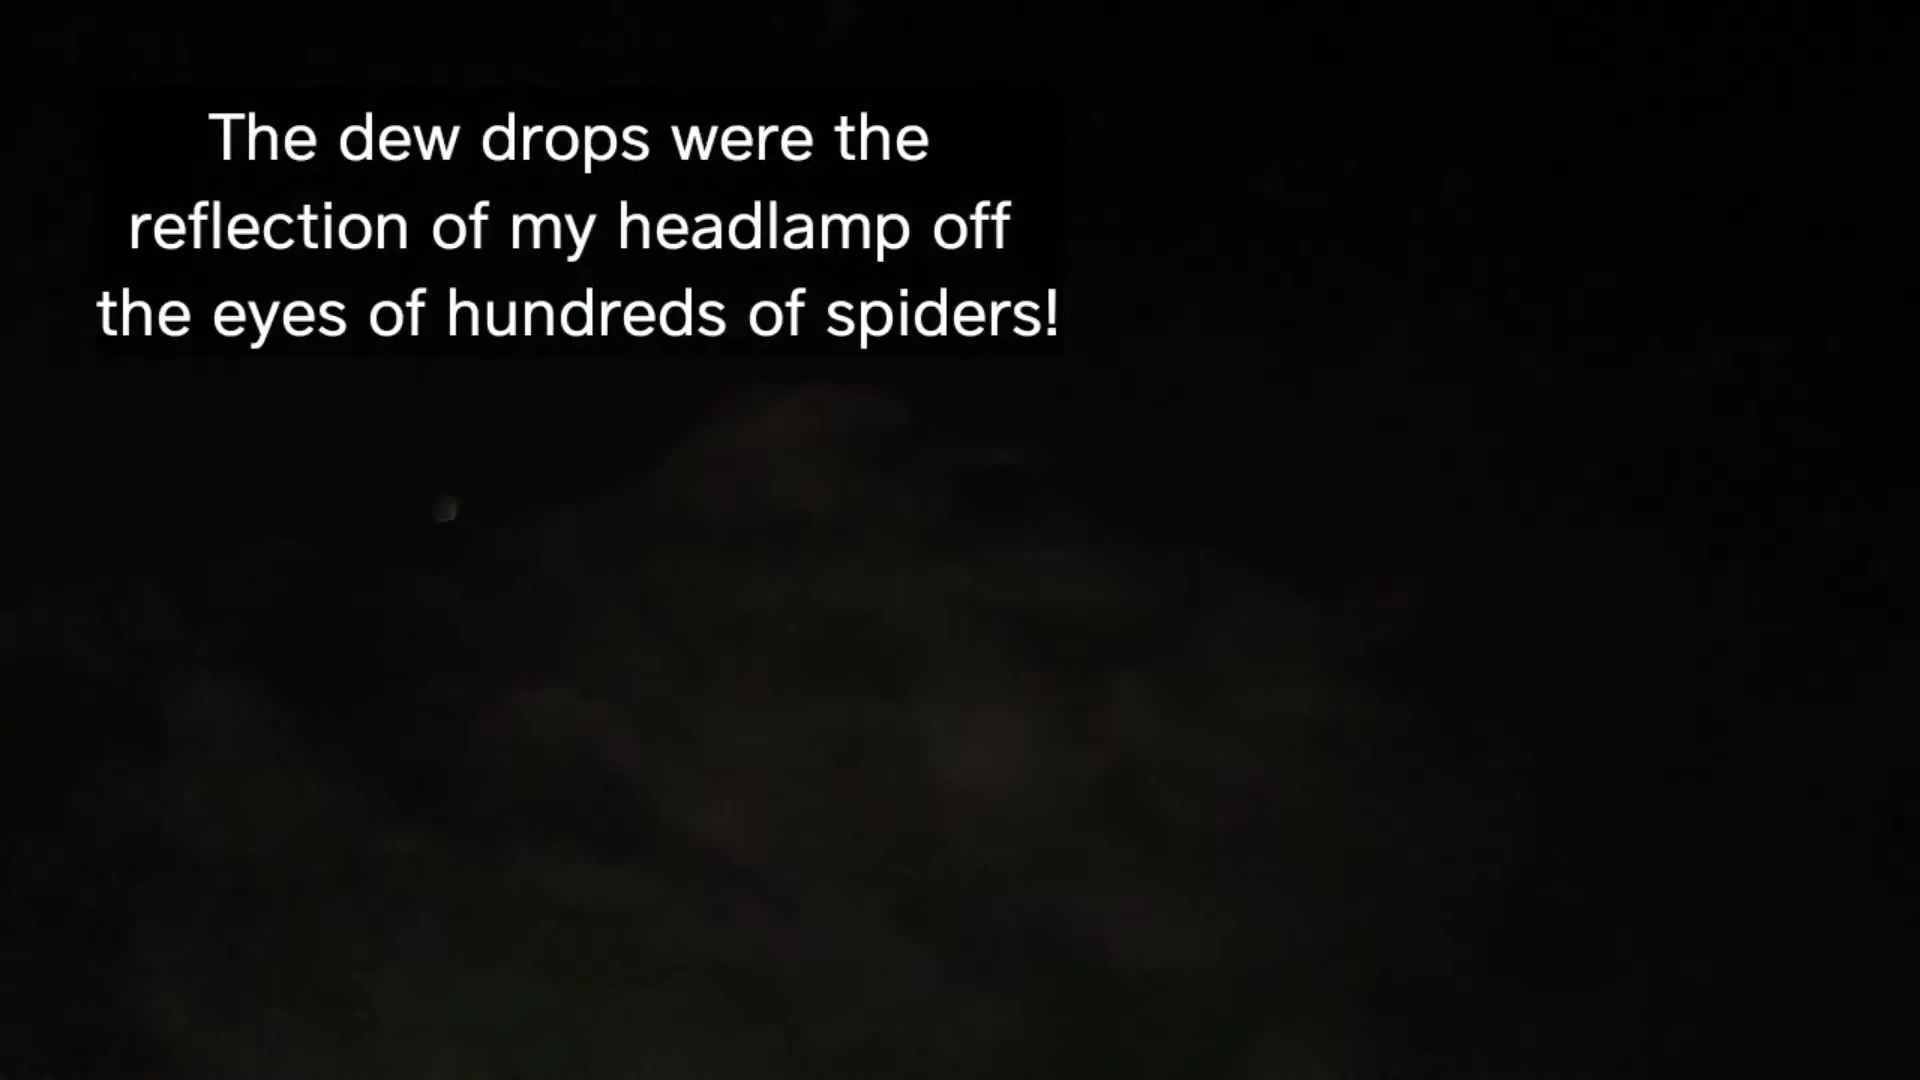 The dew drops were the
reflection of my headlamp off
the eyes of hundreds of spiders!